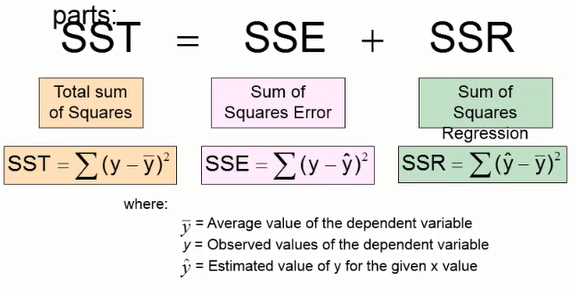 parts:
SST = SSE + SSR
Total sum of Squares
Sum of Squares Error
Sum of Squares Regression
SST = ∑(y − ȳ)²
SSE = ∑(y − ŷ)²
SSR = ∑(ŷ − ȳ)²
where:
ȳ = Average value of the dependent variable
y = Observed values of the dependent variable
ŷ = Estimated value of y for the given x value